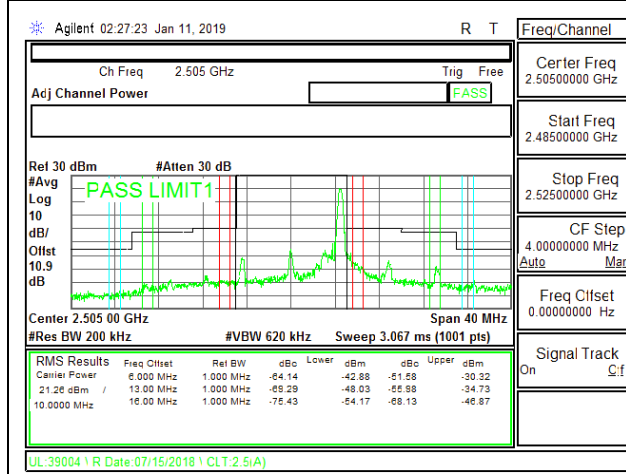 Agilent 02:27:23 Jan 11, 2019 R T
Freq/Channel
Ch Freq 2.505 GHz Trig Free
Adj Channel Power
PASS
Center Freq
2.50500000 GHz
Start Freq
2.48500000 GHz
Stop Freq
2.52500000 GHz
CF Step
4.00000000 MHz
Auto Man
Freq Offset
0.00000000 Hz
Signal Track
On
Ref 30 dBm #Atten 30 dB
#Avg
Log
10
dB/
Offst
10.9
dB
PASS LIMIT1
Center 2.505 00 GHz Span 40 MHz
#Res BW 200 kHz #VBW 620 kHz Sweep 3.067 ms (1001 pts)
RMS Results Freq Offset Ref BW dBc Lower dBm dBc Upper dBm
Carrier Power 6.000 MHz 1.000 MHz -64.14 -42.88 -51.58 -30.32
21.26 dBm / 13.00 MHz 1.000 MHz -69.29 -48.03 -55.98 -34.73
10.0000 MHz 16.00 MHz 1.000 MHz -75.43 -54.17 -68.13 -46.87
UL:39004 \ R Date:07/15/2018 \ CLT:2.5(A)